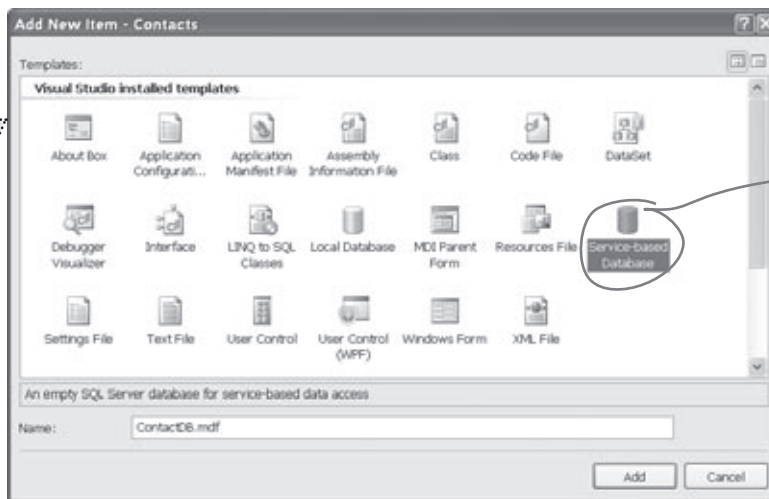 Add New Item - Contacts
Templates:
Visual Studio installed templates
About Box
Application Configurati...
Application Manifest File
Assembly Information File
Class
Code File
DataSet
Debugger Visualizer
Interface
LINQ to SQL Classes
Local Database
MDI Parent Form
Resources File
Service-based Database
Settings File
Text File
User Control
User Control (WPF)
Windows Form
XML File
An empty SQL Server database for service-based data access
Name:
ContactDB.mdf
Add
Cancel